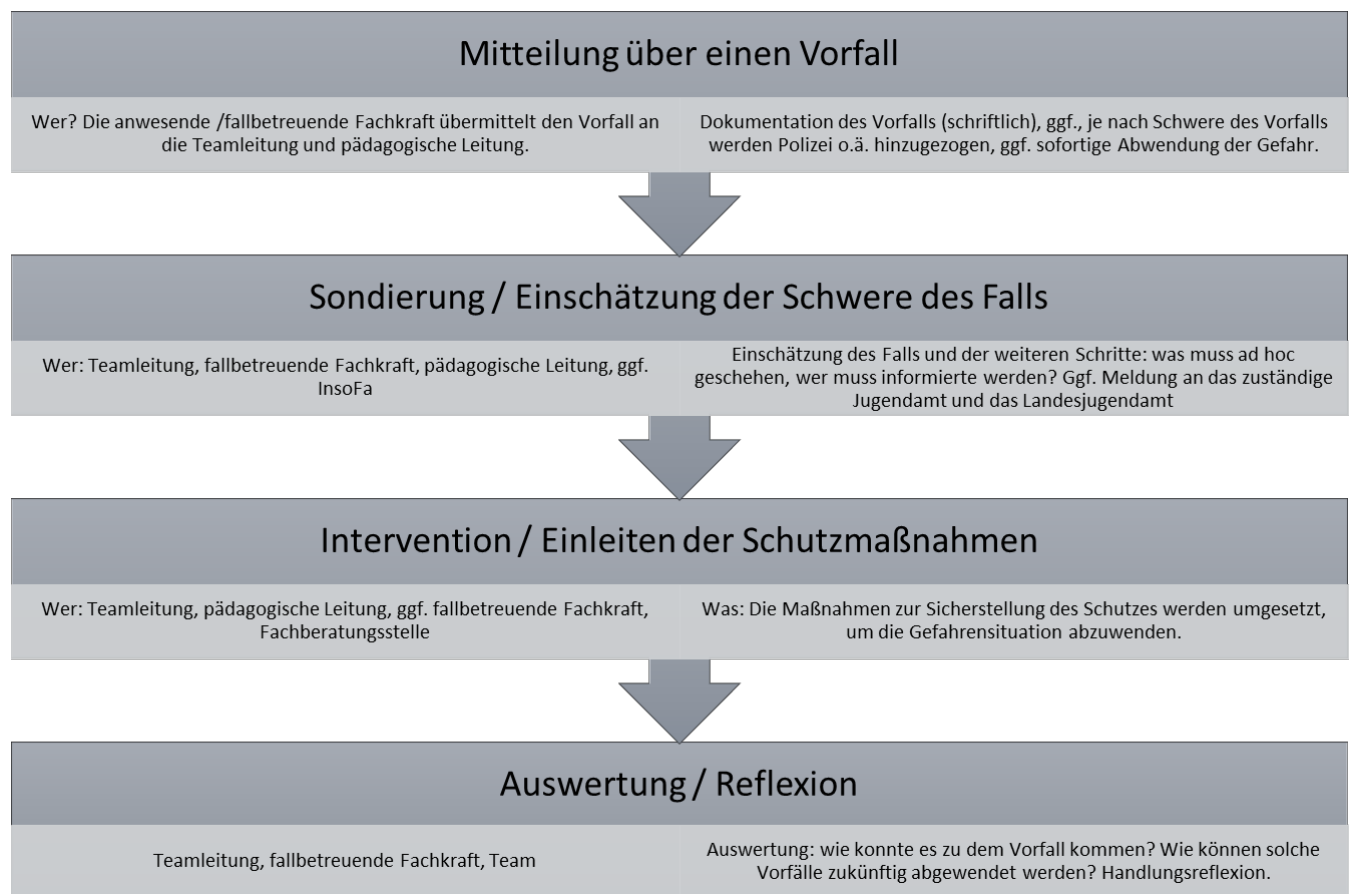 Mitteilung über einen Vorfall
Wer? Die anwesende /fallbetreuende Fachkraft übermittelt den Vorfall an
die Teamleitung und pädagogische Leitung.
Dokumentation des Vorfalls (schriftlich), ggf., je nach Schwere des Vorfalls
werden Polizei o.ä. hinzugezogen, ggf. sofortige Abwendung der Gefahr.
Sondierung / Einschätzung der Schwere des Falls
Wer: Teamleitung, fallbetreuende Fachkraft, pädagogische Leitung, ggf.
InsoFa
Einschätzung des Falls und der weiteren Schritte: was muss ad hoc
geschehen, wer muss informierte werden? Ggf. Meldung an das zuständige
Jugendamt und das Landesjugendamt
Intervention / Einleiten der Schutzmaßnahmen
Wer: Teamleitung, pädagogische Leitung, ggf. fallbetreuende Fachkraft,
Fachberatungsstelle
Was: Die Maßnahmen zur Sicherstellung des Schutzes werden umgesetzt,
um die Gefahrensituation abzuwenden.
Auswertung / Reflexion
Teamleitung, fallbetreuende Fachkraft, Team
Auswertung: wie konnte es zu dem Vorfall kommen? Wie können solche
Vorfälle zukünftig abgewendet werden? Handlungsreflexion.